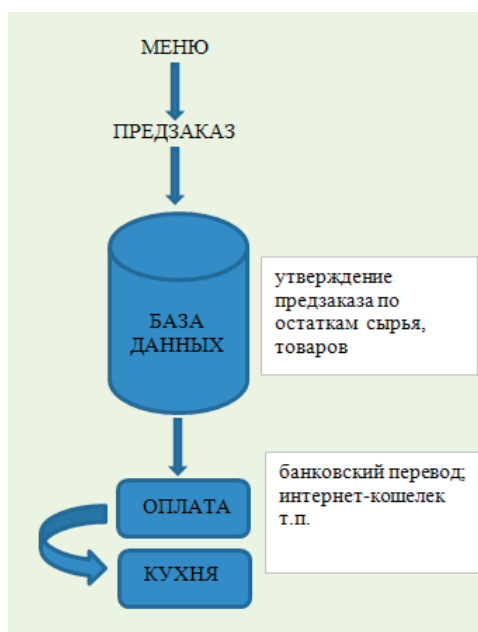 МЕНЮ
ПРЕДЗАКАЗ
БАЗА
ДАННЫХ
утверждение
предзаказа по
остаткам сырья,
товаров
ОПЛАТА
банковский перевод;
интернет-кошелек
т.п.
КУХНЯ